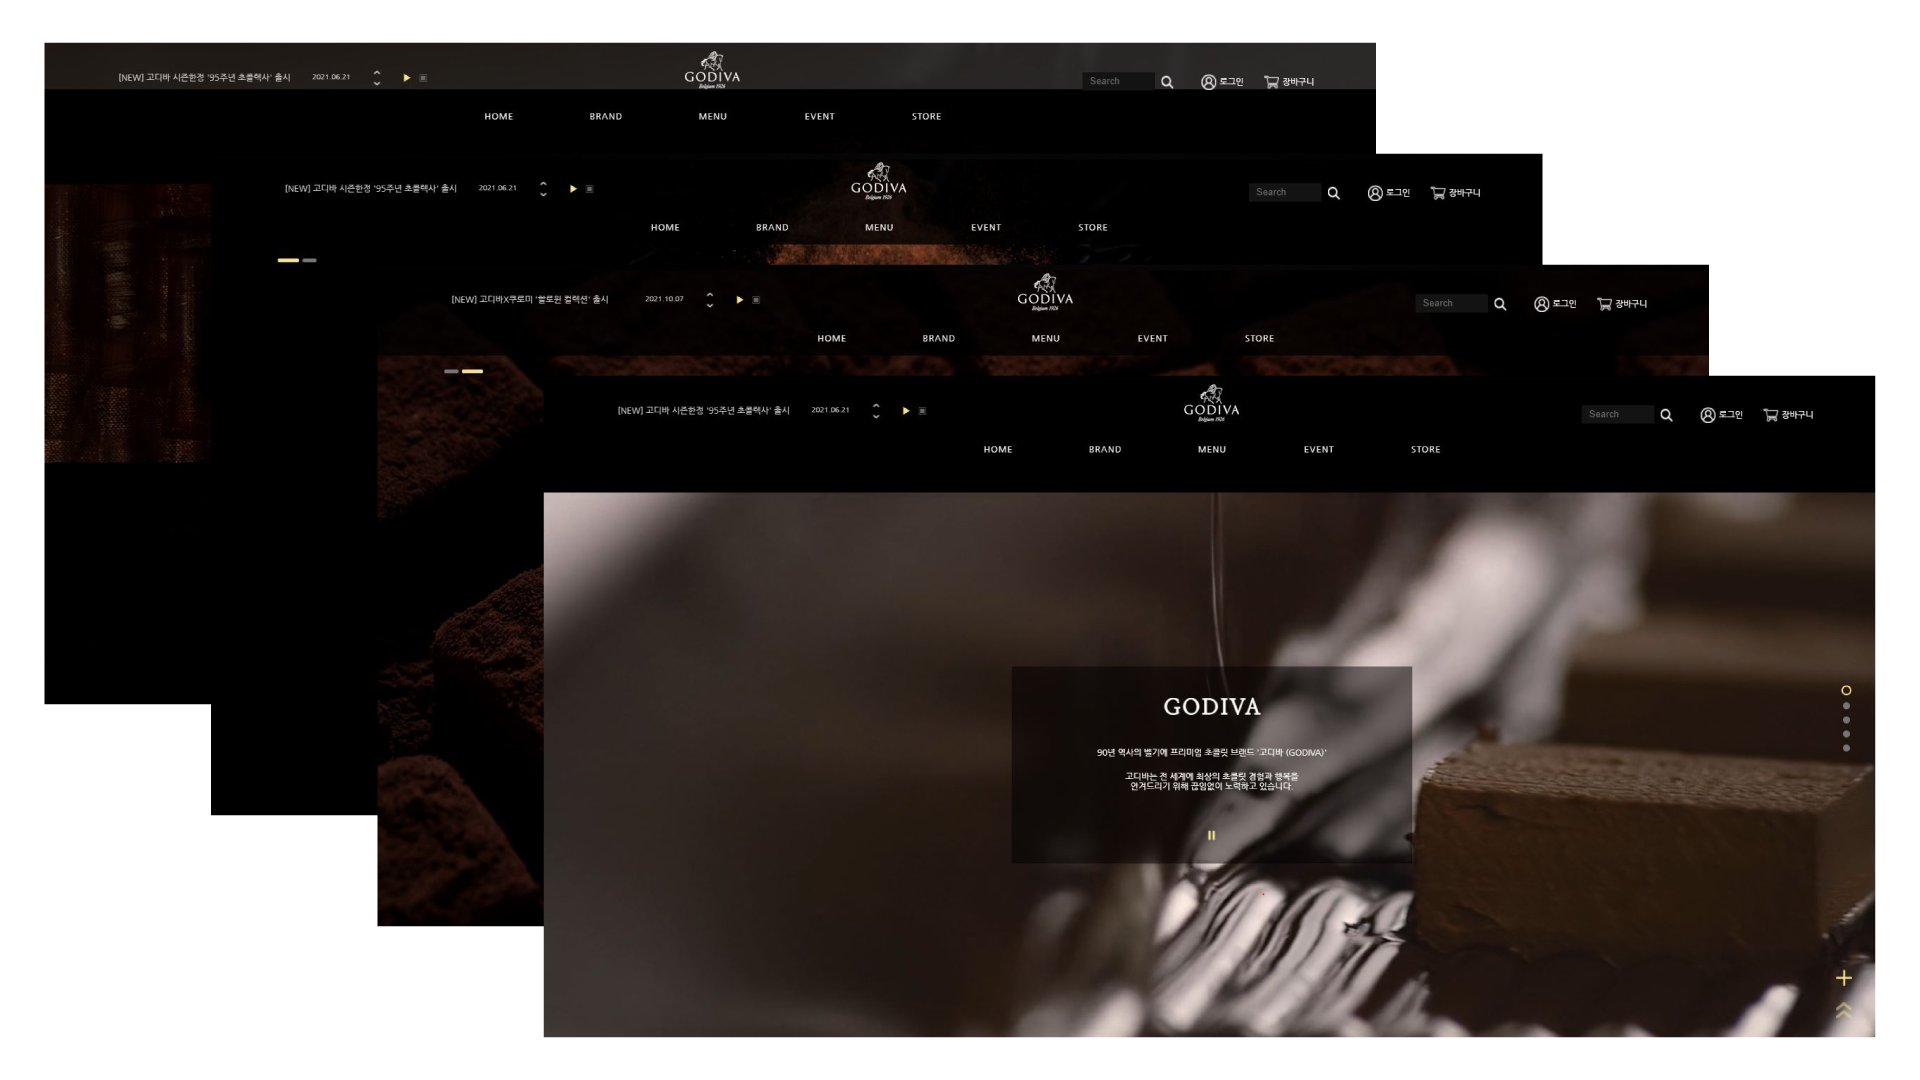 [NEW] 고디바 시즌한정 '95주년 초콜렉사' 출시 2021.06.21
GODIVA
Belgium 1926
Search 로그인 장바구니
HOME BRAND MENU EVENT STORE
[NEW] 고디바 시즌한정 '95주년 초콜렉사' 출시 2021.06.21
GODIVA
Belgium 1926
Search 로그인 장바구니
HOME BRAND MENU EVENT STORE
[NEW] 고디바X쿠로미 '할로윈 컬렉션' 출시 2021.10.07
GODIVA
Belgium 1926
Search 로그인 장바구니
HOME BRAND MENU EVENT STORE
[NEW] 고디바 시즌한정 '95주년 초콜렉사' 출시 2021.06.21
GODIVA
Belgium 1926
Search 로그인 장바구니
HOME BRAND MENU EVENT STORE
GODIVA
90년 역사의 벨기에 프리미엄 초콜릿 브랜드 '고디바 (GODIVA)'
고디바는 전 세계에 최상의 초콜릿 경험과 행복을
안겨드리기 위해 끊임없이 노력하고 있습니다.